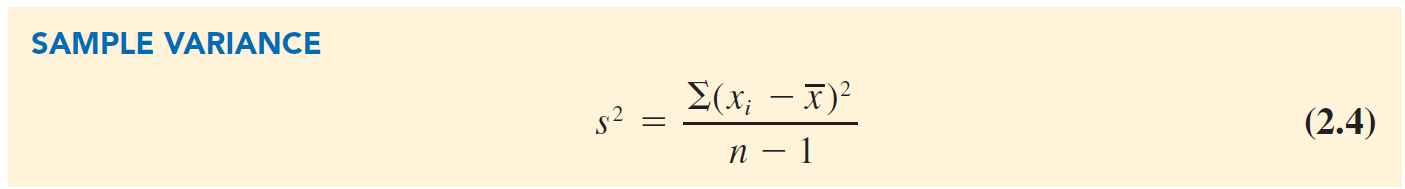 SAMPLE VARIANCE
s² = Σ(xᵢ − x̄)² / n − 1 (2.4)